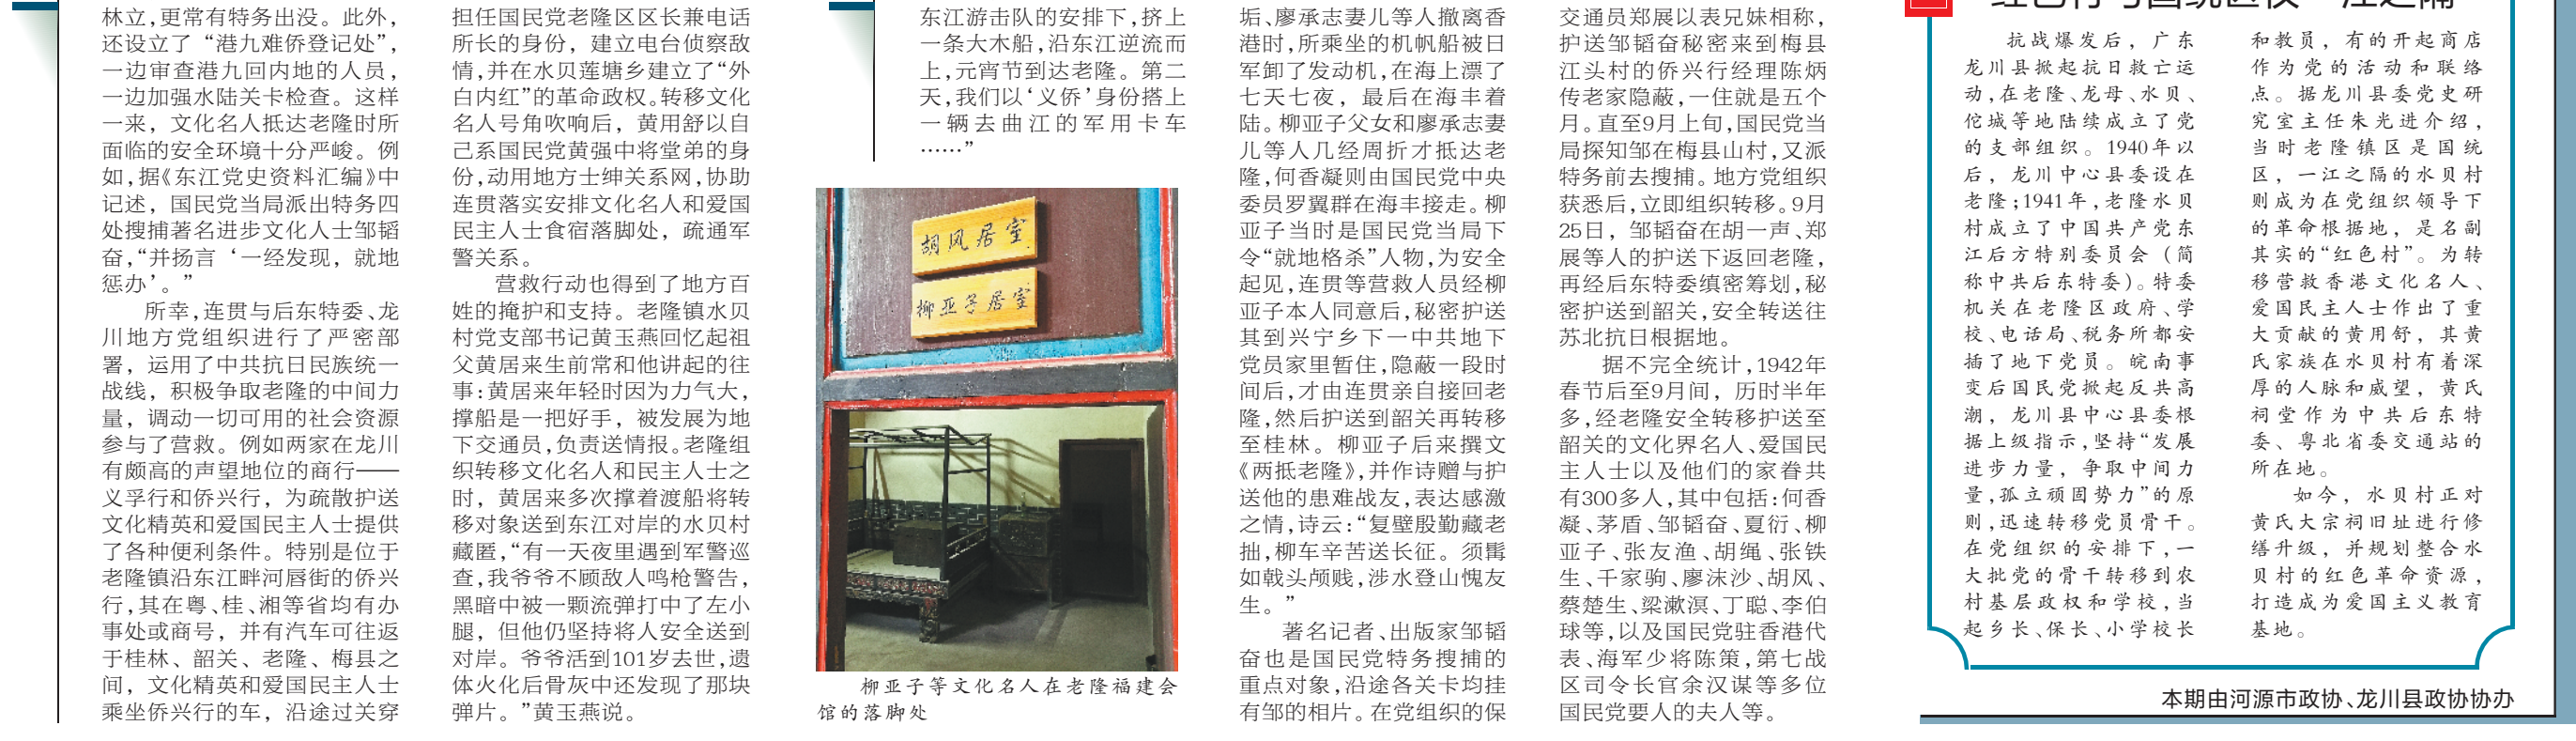 林立,更常有特务出没。此外,
还设立了“港九难侨登记处”,
一边审查港九回内地的人员,
一边加强水陆关卡检查。这样
一来，文化名人抵达老隆时所
面临的安全环境十分严峻。例
如,据《东江党史资料汇编》中
记述，国民党当局派出特务四
处搜捕著名进步文化人士邹韬
奋,“并扬言‘一经发现，就地
惩办’。”
所幸,连贯与后东特委、龙
川地方党组织进行了严密部
署，运用了中共抗日民族统一
战线，积极争取老隆的中间力
量，调动一切可用的社会资源
参与了营救。例如两家在龙川
有颇高的声望地位的商行——
义孚行和侨兴行，为疏散护送
文化精英和爱国民主人士提供
了各种便利条件。特别是位于
老隆镇沿东江畔河唇街的侨兴
行,其在粤、桂、湘等省均有办
事处或商号，并有汽车可往返
于桂林、韶关、老隆、梅县之
间，文化精英和爱国民主人士
乘坐侨兴行的车，沿途过关穿
担任国民党老隆区区长兼电话
所长的身份，建立电台侦察敌
情,并在水贝莲塘乡建立了“外
白内红”的革命政权。转移文化
名人号角吹响后，黄用舒以自
己系国民党黄强中将堂弟的身
份,动用地方士绅关系网,协助
连贯落实安排文化名人和爱国
民主人士食宿落脚处，疏通军
警关系。
营救行动也得到了地方百
姓的掩护和支持。老隆镇水贝
村党支部书记黄玉燕回忆起祖
父黄居来生前常和他讲起的往
事:黄居来年轻时因为力气大,
撑船是一把好手，被发展为地
下交通员,负责送情报。老隆组
织转移文化名人和民主人士之
时，黄居来多次撑着渡船将转
移对象送到东江对岸的水贝村
藏匿,“有一天夜里遇到军警巡
查,我爷爷不顾敌人鸣枪警告,
黑暗中被一颗流弹打中了左小
腿，但他仍坚持将人安全送到
对岸。爷爷活到101岁去世,遗
体火化后骨灰中还发现了那块
弹片。”黄玉燕说。
东江游击队的安排下,挤上
一条大木船,沿东江逆流而
上,元宵节到达老隆。第二
天,我们以‘义侨’身份搭上
一辆去曲江的军用卡车
……”
胡风居室
柳亚子居室
柳亚子等文化名人在老隆福建会
馆的落脚处
垢、廖承志妻儿等人撤离香
港时,所乘坐的机帆船被日
军卸了发动机,在海上漂了
七天七夜，最后在海丰着
陆。柳亚子父女和廖承志妻
儿等人几经周折才抵达老
隆,何香凝则由国民党中央
委员罗翼群在海丰接走。柳
亚子当时是国民党当局下
令“就地格杀”人物,为安全
起见,连贯等营救人员经柳
亚子本人同意后,秘密护送
其到兴宁乡下一中共地下
党员家里暂住,隐蔽一段时
间后,才由连贯亲自接回老
隆,然后护送到韶关再转移
至桂林。柳亚子后来撰文
《两抵老隆》,并作诗赠与护
送他的患难战友,表达感激
之情,诗云:“复壁殷勤藏老
拙,柳车辛苦送长征。须髯
如戟头颅贱,涉水登山愧友
生。”
著名记者、出版家邹韬
奋也是国民党特务搜捕的
重点对象,沿途各关卡均挂
有邹的相片。在党组织的保
交通员郑展以表兄妹相称,
护送邹韬奋秘密来到梅县
江头村的侨兴行经理陈炳
传老家隐蔽,一住就是五个
月。直至9月上旬,国民党当
局探知邹在梅县山村,又派
特务前去搜捕。地方党组织
获悉后,立即组织转移。9月
25日，邹韬奋在胡一声、郑
展等人的护送下返回老隆,
再经后东特委缜密筹划,秘
密护送到韶关,安全转送往
苏北抗日根据地。
据不完全统计,1942年
春节后至9月间，历时半年
多,经老隆安全转移护送至
韶关的文化界名人、爱国民
主人士以及他们的家眷共
有300多人,其中包括:何香
凝、茅盾、邹韬奋、夏衍、柳
亚子、张友渔、胡绳、张铁
生、千家驹、廖沫沙、胡风、
蔡楚生、梁漱溟、丁聪、李伯
球等,以及国民党驻香港代
表、海军少将陈策,第七战
区司令长官余汉谋等多位
国民党要人的夫人等。
抗战爆发后，广东
龙川县掀起抗日救亡运
动,在老隆、龙母、水贝、
佗城等地陆续成立了党
的支部组织。1940年以
后，龙川中心县委设在
老隆;1941年,老隆水贝
村成立了中国共产党东
江后方特别委员会（简
称中共后东特委)。特委
机关在老隆区政府、学
校、电话局、税务所都安
插了地下党员。皖南事
变后国民党掀起反共高
潮，龙川县中心县委根
据上级指示,坚持“发展
进步力量，争取中间力
量,孤立顽固势力”的原
则,迅速转移党员骨干。
在党组织的安排下,一
大批党的骨干转移到农
村基层政权和学校,当
起乡长、保长、小学校长
和教员，有的开起商店
作为党的活动和联络
点。据龙川县委党史研
究室主任朱光进介绍,
当时老隆镇区是国统
区，一江之隔的水贝村
则成为在党组织领导下
的革命根据地，是名副
其实的“红色村”。为转
移营救香港文化名人、
爱国民主人士作出了重
大贡献的黄用舒，其黄
氏家族在水贝村有着深
厚的人脉和威望，黄氏
祠堂作为中共后东特
委、粤北省委交通站的
所在地。
如今，水贝村正对
黄氏大宗祠旧址进行修
缮升级，并规划整合水
贝村的红色革命资源,
打造成为爱国主义教育
基地。
本期由河源市政协、龙川县政协协办